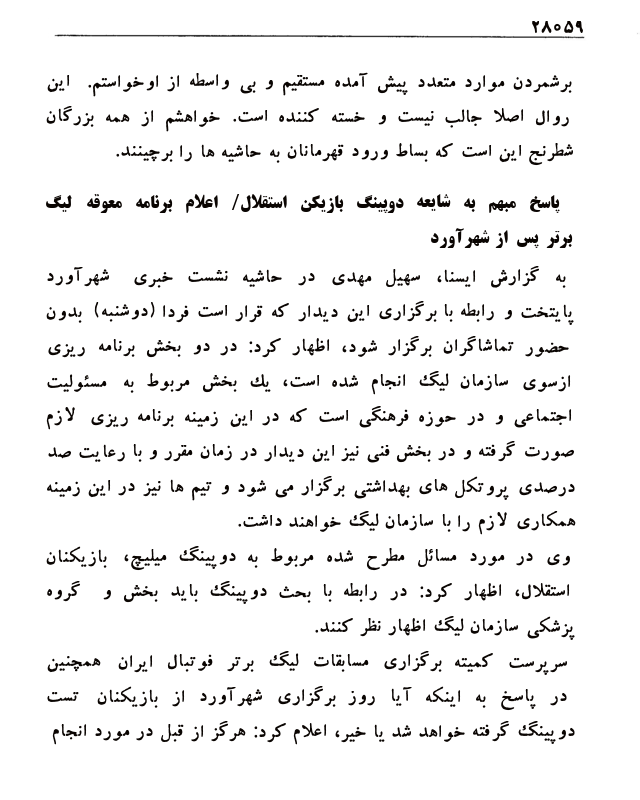 ۲۸۰۵۹
برشمردن موارد متعدد پیش آمده مستقیم و بی واسطه از اوخواستم. این
روال اصلا جالب نیست و خسته کننده است. خواهشم از همه بزرگان
شطرنج این است که بساط ورود قهرمانان به حاشیه ها را برچینند.
پاسخ مبهم به شایعه دوپینگ بازیکن استقلال/ اعلام برنامه معوقه لیگ
برتر پس از شهرآورد
به گزارش ایسنا، سهیل مهدی در حاشیه نشست خبری شهرآورد
پایتخت و رابطه با برگزاری این دیدار که قرار است فردا (دوشنبه) بدون
حضور تماشاگران برگزار شود، اظهار کرد: در دو بخش برنامه ریزی
ازسوی سازمان لیگ انجام شده است، یك بخش مربوط به مسئولیت
اجتماعی و در حوزه فرهنگی است که در این زمینه برنامه ریزی لازم
صورت گرفته و در بخش فنی نیز این دیدار در زمان مقرر و با رعایت صد
درصدی پروتکل های بهداشتی برگزار می شود و تیم ها نیز در این زمینه
همکاری لازم را با سازمان لیگ خواهند داشت.
وی در مورد مسائل مطرح شده مربوط به دوپینگ میلیچ، بازیکنان
استقلال، اظهار کرد: در رابطه با بحث دوپینگ باید بخش و گروه
پزشکی سازمان لیگ اظهار نظر کنند.
سرپرست کمیته برگزاری مسابقات لیگ برتر فوتبال ایران همچنین
در پاسخ به اینکه آیا روز برگزاری شهرآورد از بازیکنان تست
دوپینگ گرفته خواهد شد یا خیر، اعلام کرد: هرگز از قبل در مورد انجام